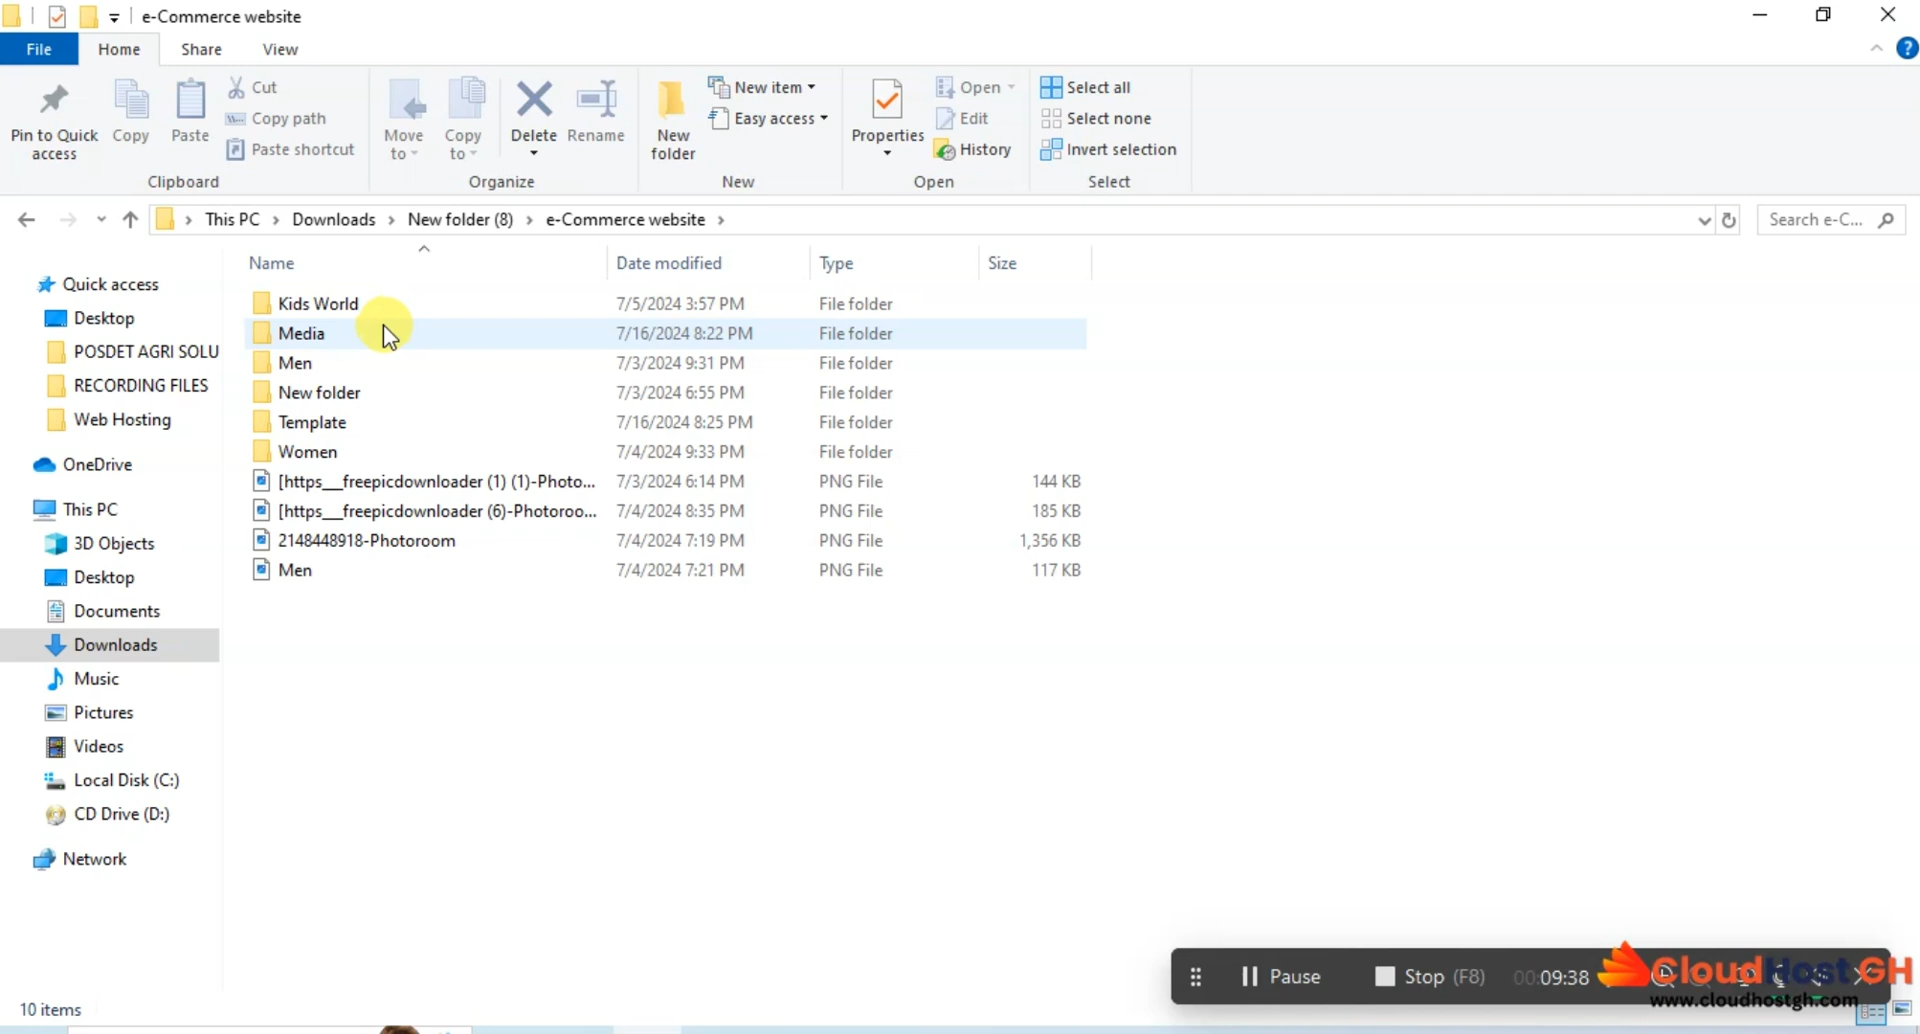 e-Commerce website
File Home Share View
Pin to Quick access
Copy
Paste
Cut
Copy path
Paste shortcut
Clipboard
Move to
Copy to
Delete
Rename
Organize
New folder
New item
Easy access
New
Properties
Open
Edit
History
Open
Select all
Select none
Invert selection
Select
This PC › Downloads › New folder (8) › e-Commerce website ›
Search e-C...
Name Date modified Type Size
Kids World 7/5/2024 3:57 PM File folder
Media 7/16/2024 8:22 PM File folder
Men 7/3/2024 9:31 PM File folder
New folder 7/3/2024 6:55 PM File folder
Template 7/16/2024 8:25 PM File folder
Women 7/4/2024 9:33 PM File folder
[https__freepicdownloader (1) (1)-Photo... 7/3/2024 6:14 PM PNG File 144 KB
[https__freepicdownloader (6)-Photoroo... 7/4/2024 8:35 PM PNG File 185 KB
2148448918-Photoroom 7/4/2024 7:19 PM PNG File 1,356 KB
Men 7/4/2024 7:21 PM PNG File 117 KB
Quick access
Desktop
POSDET AGRI SOLU
RECORDING FILES
Web Hosting
OneDrive
This PC
3D Objects
Desktop
Documents
Downloads
Music
Pictures
Videos
Local Disk (C:)
CD Drive (D:)
Network
10 items
Pause Stop (F8) 00:09:38
CloudHostGH
www.cloudhostgh.com